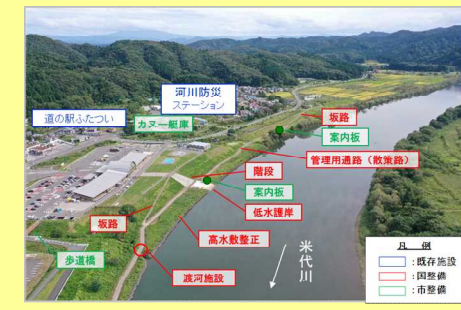 河川防災
ステーション
道の駅ふたつい
カヌー艇庫
坂路
案内板
管理用通路（散策路）
階段
案内板
低水護岸
坂路
高水敷整正
歩道橋
渡河施設
米代川
凡 例
：既存施設
：国整備
：市整備